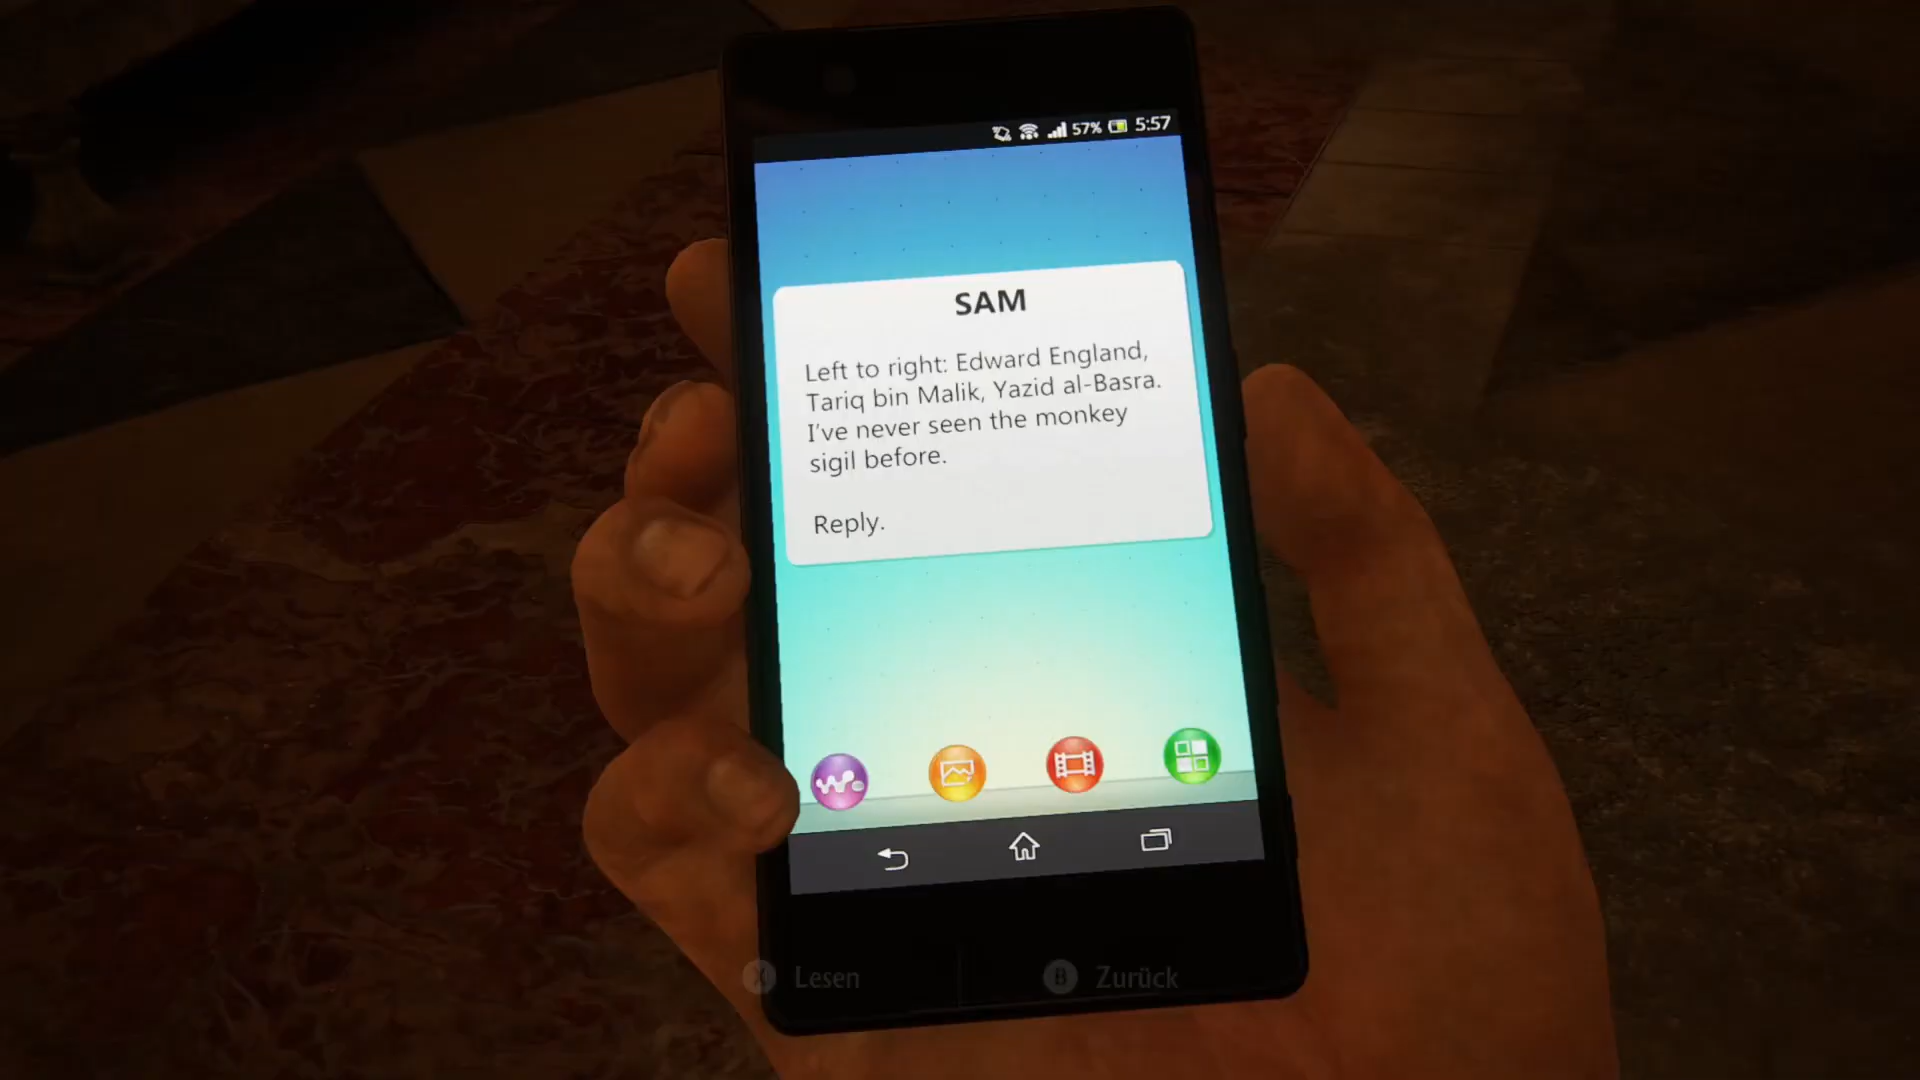 57% 5:57
SAM
Left to right: Edward England,
Tariq bin Malik, Yazid al-Basra.
I've never seen the monkey
sigil before.
Reply.
X Lesen B Zurück